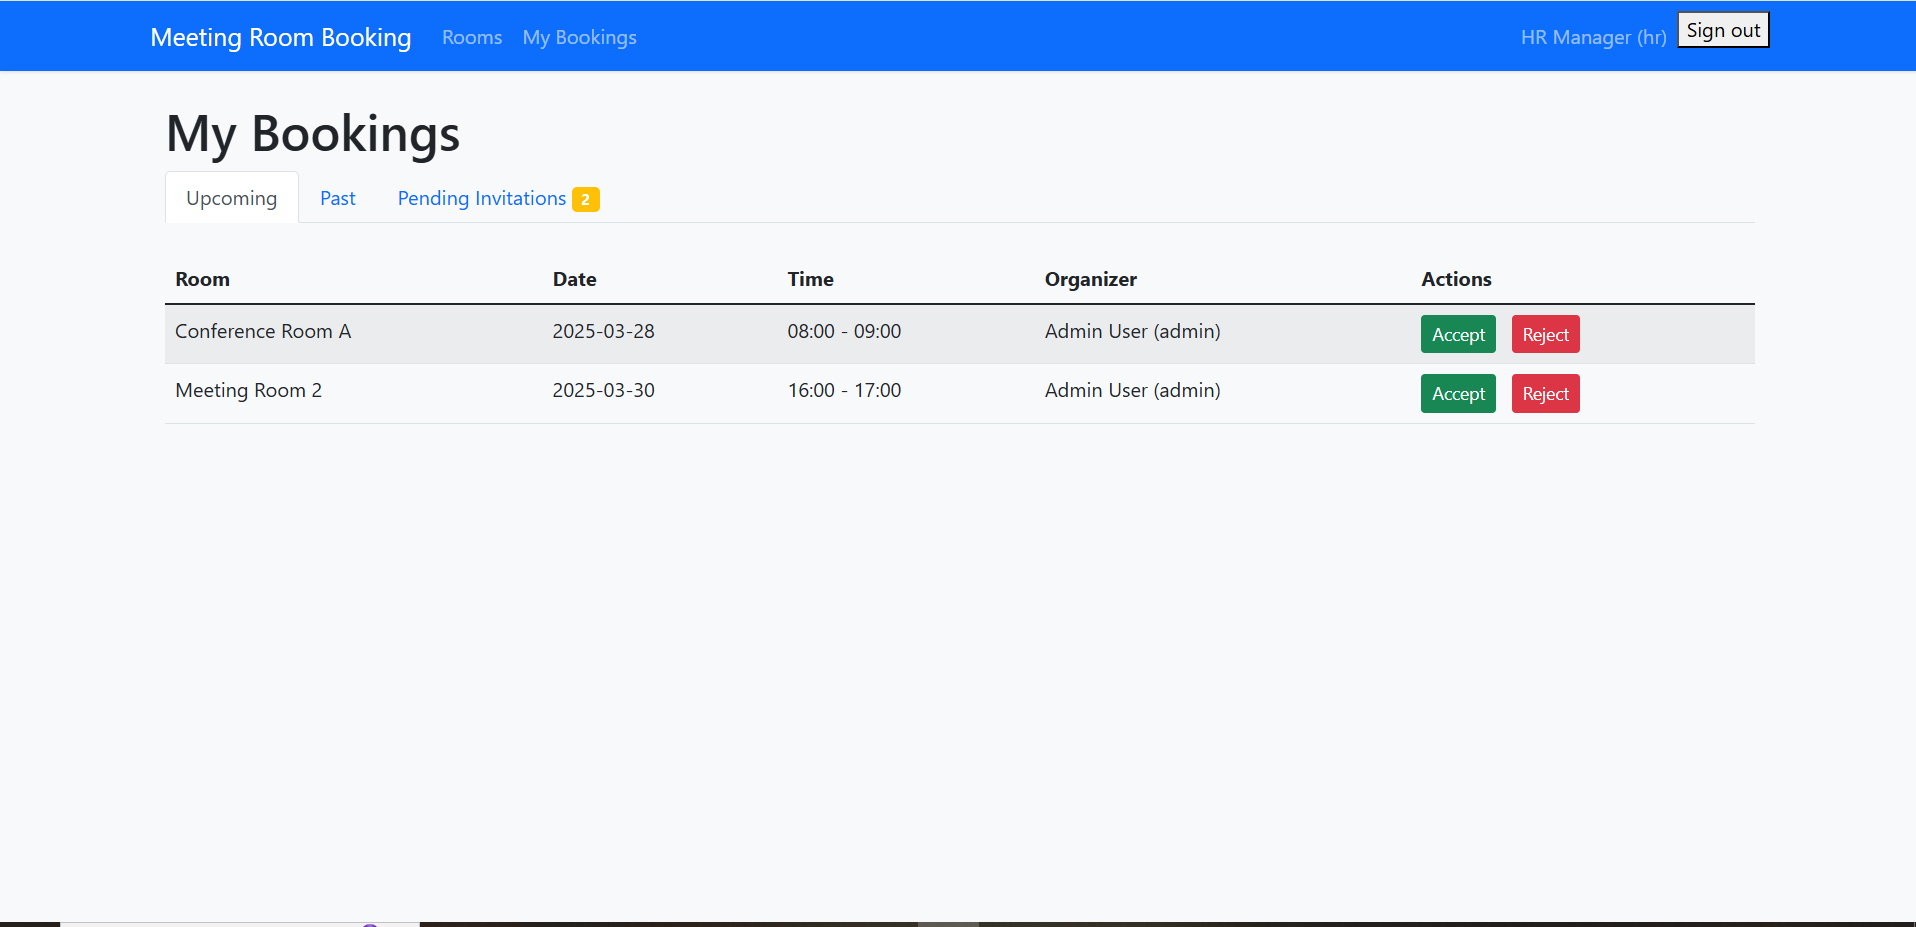 Meeting Room Booking Rooms My Bookings HR Manager (hr) Sign out
My Bookings
Upcoming Past Pending Invitations 2
Room Date Time Organizer Actions
Conference Room A 2025-03-28 08:00 - 09:00 Admin User (admin) Accept Reject
Meeting Room 2 2025-03-30 16:00 - 17:00 Admin User (admin) Accept Reject